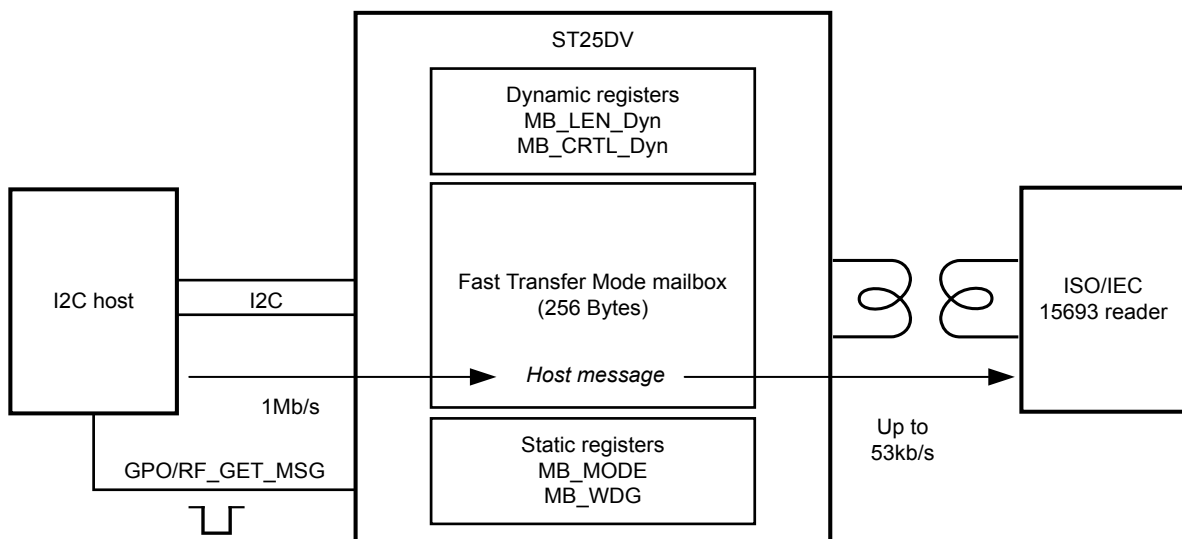 ST25DV
Dynamic registers
MB_LEN_Dyn
MB_CRTL_Dyn
I2C host
I2C
Fast Transfer Mode mailbox
(256 Bytes)
ISO/IEC
15693 reader
Host message
1Mb/s
Up to
53kb/s
GPO/RF_GET_MSG
Static registers
MB_MODE
MB_WDG